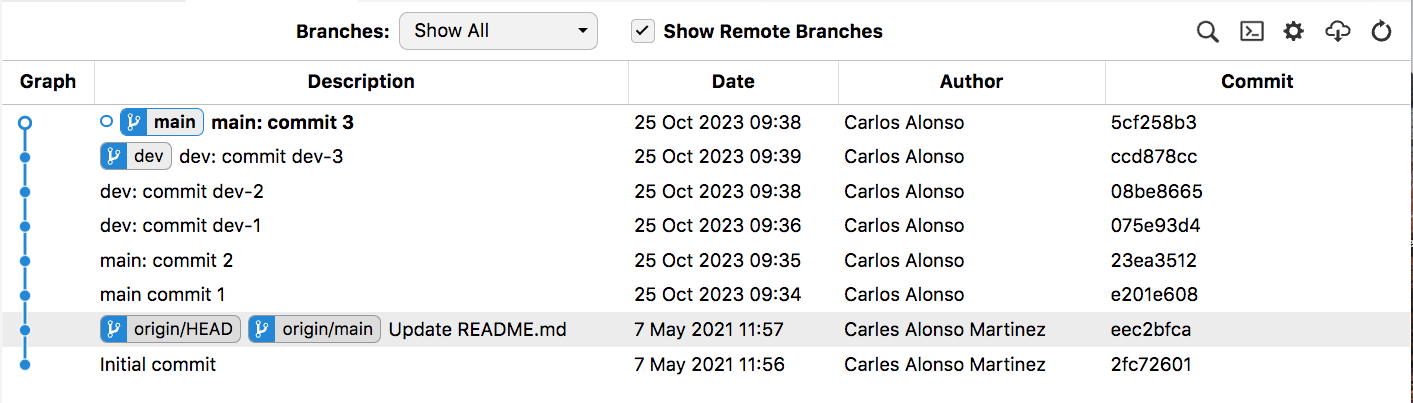 Branches: Show All Show Remote Branches
Graph Description Date Author Commit
main main: commit 3 25 Oct 2023 09:38 Carlos Alonso 5cf258b3
dev dev: commit dev-3 25 Oct 2023 09:39 Carlos Alonso ccd878cc
dev: commit dev-2 25 Oct 2023 09:38 Carlos Alonso 08be8665
dev: commit dev-1 25 Oct 2023 09:36 Carlos Alonso 075e93d4
main: commit 2 25 Oct 2023 09:35 Carlos Alonso 23ea3512
main commit 1 25 Oct 2023 09:34 Carlos Alonso e201e608
origin/HEAD origin/main Update README.md 7 May 2021 11:57 Carles Alonso Martinez eec2bfca
Initial commit 7 May 2021 11:56 Carles Alonso Martinez 2fc72601